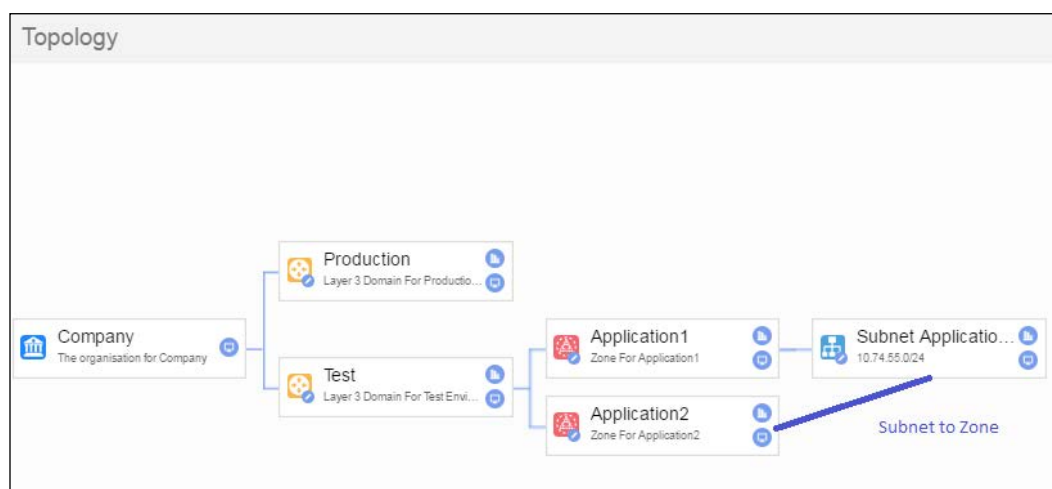 Topology
Production
Layer 3 Domain For Productio...
Company
The organisation for Company
Test
Layer 3 Domain For Test Envi...
Application1
Zone For Application1
Subnet Applicatio...
10.74.55.0/24
Application2
Zone For Application2
Subnet to Zone